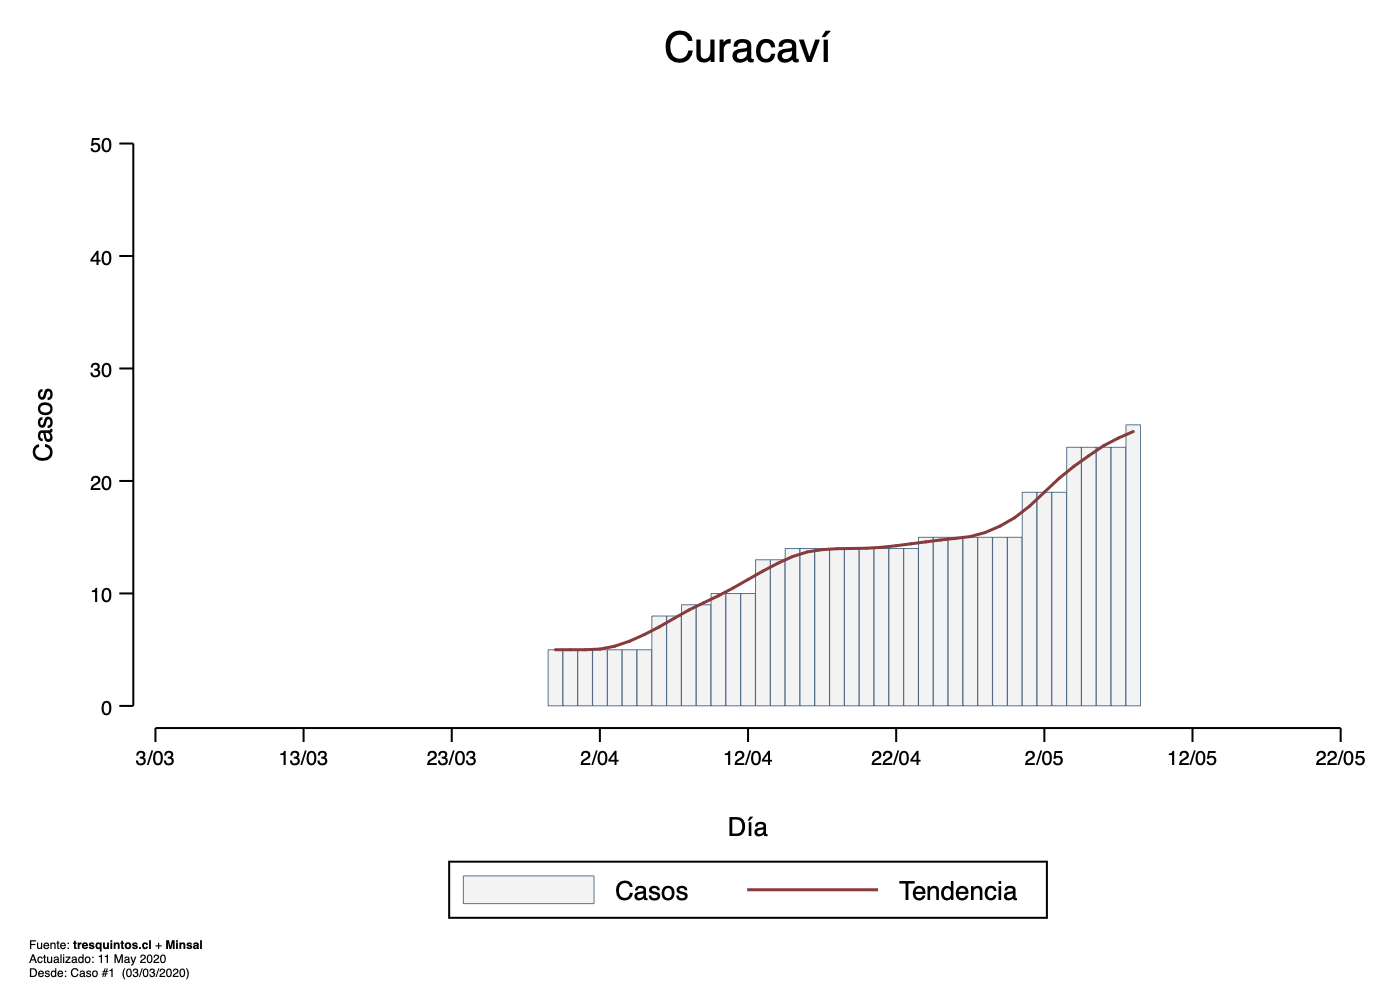 Curacaví
50
40
30
20
10
0
Casos
3/03 13/03 23/03 2/04 12/04 22/04 2/05 12/05 22/05
Día
Casos Tendencia
Fuente: tresquintos.cl + Minsal
Actualizado: 11 May 2020
Desde: Caso #1 (03/03/2020)